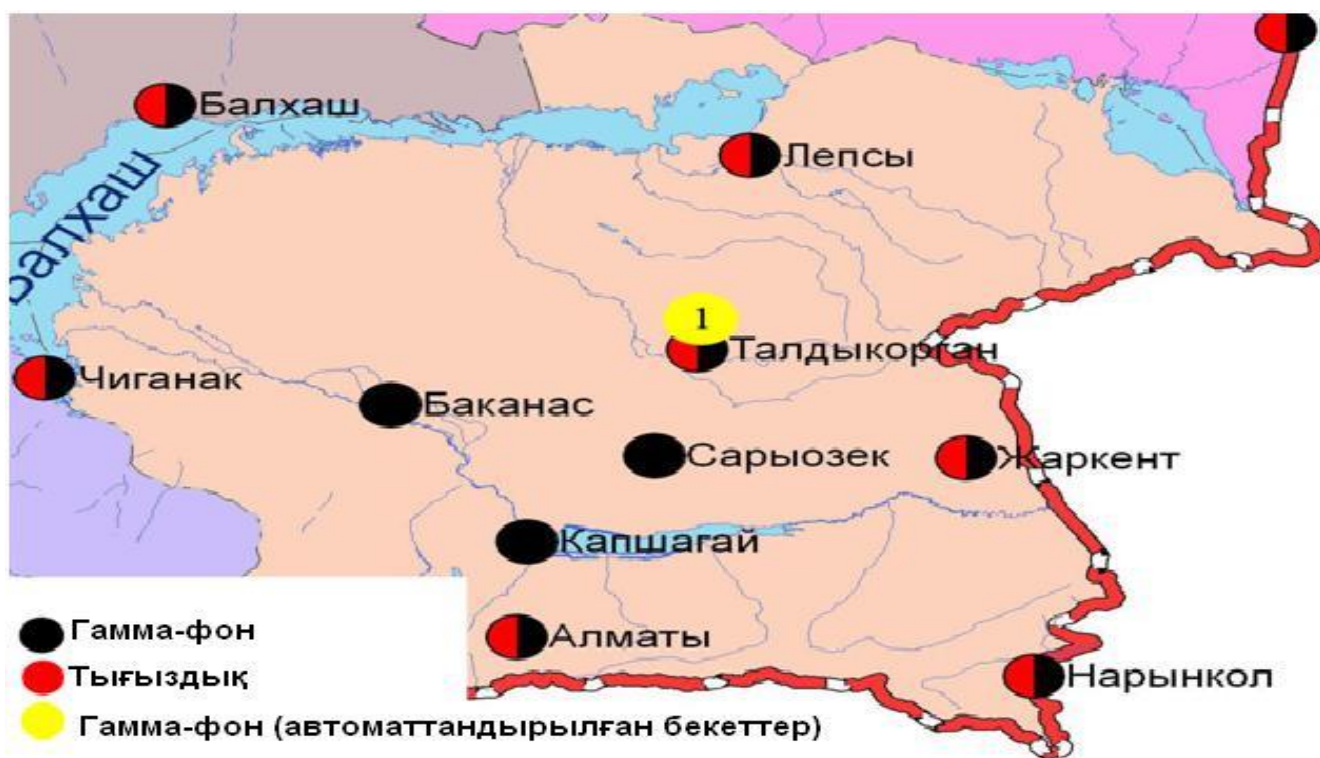 Балхаш
Лепсы
Балхаш
1
Талдыкорган
Чиганак
Баканас
Сарыозек
Жаркент
Капшагай
Гамма-фон
Алматы
Тығыздық
Нарынкол
Гамма-фон (автоматтандырылған бекеттер)